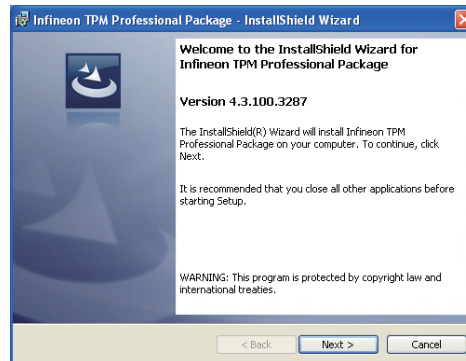 Infineon TPM Professional Package - InstallShield Wizard
Welcome to the InstallShield Wizard for
Infineon TPM Professional Package
Version 4.3.100.3287
The InstallShield(R) Wizard will install Infineon TPM
Professional Package on your computer. To continue, click
Next.
It is recommended that you close all other applications before
starting Setup.
WARNING: This program is protected by copyright law and
international treaties.
< Back
Next >
Cancel